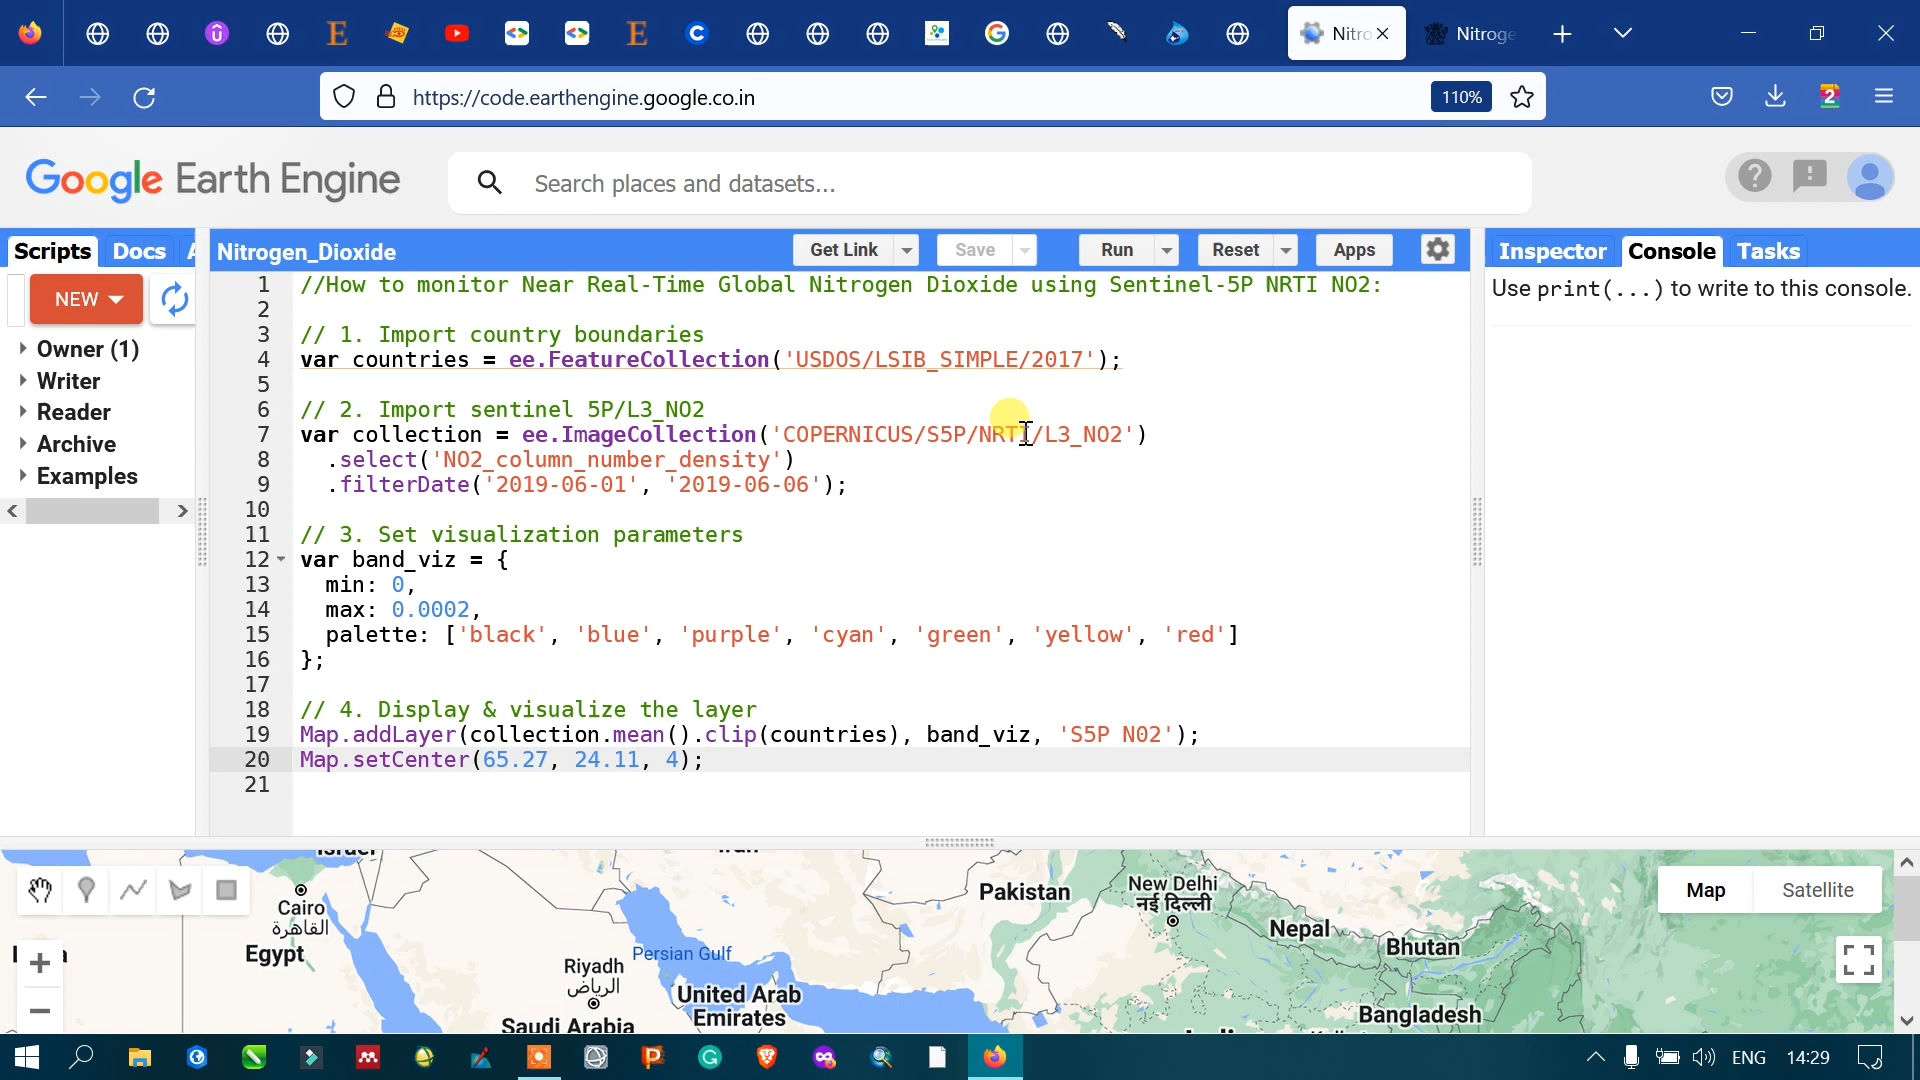 Nitro
Nitroge
https://code.earthengine.google.co.in
110%
2
Google Earth Engine
Search places and datasets...
Scripts
Docs
A
Nitrogen_Dioxide
Get Link
Save
Run
Reset
Apps
Inspector
Console
Tasks
NEW
Owner (1)
Writer
Reader
Archive
Examples
1 //How to monitor Near Real-Time Global Nitrogen Dioxide using Sentinel-5P NRTI NO2:
2
3 // 1. Import country boundaries
4 var countries = ee.FeatureCollection('USDOS/LSIB_SIMPLE/2017');
5
6 // 2. Import sentinel 5P/L3_NO2
7 var collection = ee.ImageCollection('COPERNICUS/S5P/NRTI/L3_NO2')
8 .select('NO2_column_number_density')
9 .filterDate('2019-06-01', '2019-06-06');
10
11 // 3. Set visualization parameters
12 var band_viz = {
13 min: 0,
14 max: 0.0002,
15 palette: ['black', 'blue', 'purple', 'cyan', 'green', 'yellow', 'red']
16 };
17
18 // 4. Display & visualize the layer
19 Map.addLayer(collection.mean().clip(countries), band_viz, 'S5P N02');
20 Map.setCenter(65.27, 24.11, 4);
21
Use print(...) to write to this console.
Israel
Iran
Cairo
القاهرة
Egypt
Riyadh
الرياض
Saudi Arabia
Persian Gulf
United Arab
Emirates
Pakistan
New Delhi
नई दिल्ली
Nepal
Bhutan
Bangladesh
Map
Satellite
ENG
14:29